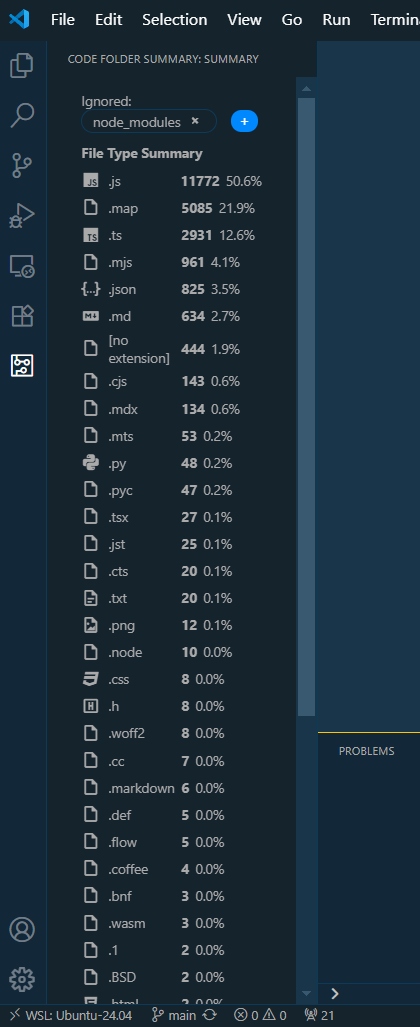 File Edit Selection View Go Run Termin
CODE FOLDER SUMMARY: SUMMARY
Ignored:
node_modules × +
File Type Summary
JS .js 11772 50.6%
.map 5085 21.9%
TS .ts 2931 12.6%
.mjs 961 4.1%
{...} .json 825 3.5%
M↓ .md 634 2.7%
[no
extension] 444 1.9%
.cjs 143 0.6%
.mdx 134 0.6%
.mts 53 0.2%
.py 48 0.2%
.pyc 47 0.2%
.tsx 27 0.1%
.jst 25 0.1%
.cts 20 0.1%
.txt 20 0.1%
.png 12 0.1%
.node 10 0.0%
.css 8 0.0%
H .h 8 0.0%
.woff2 8 0.0%
.cc 7 0.0%
.markdown 6 0.0%
.def 5 0.0%
.flow 5 0.0%
.coffee 4 0.0%
.bnf 3 0.0%
.wasm 3 0.0%
.1 2 0.0%
.BSD 2 0.0%
.html 2 0.0%
PROBLEMS
WSL: Ubuntu-24.04 main 0 0 21